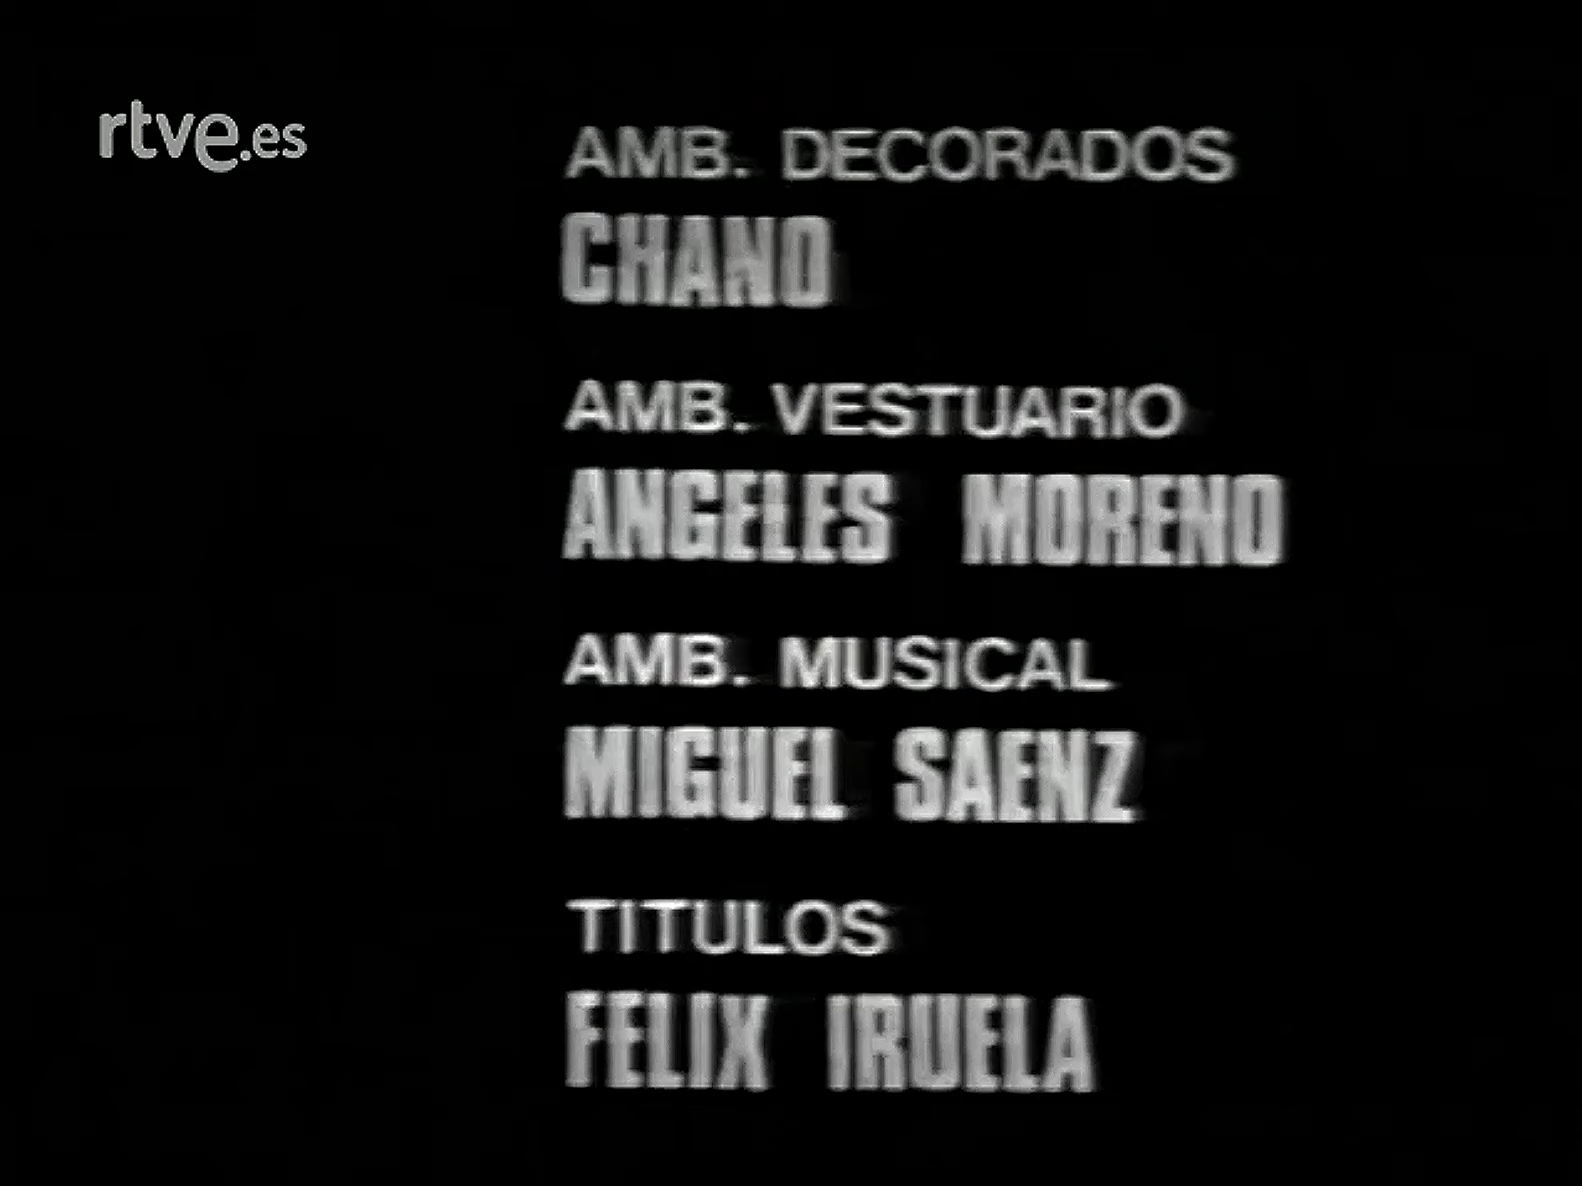 rtve.es
AMB. DECORADOS
CHANO
AMB. VESTUARIO
ANGELES MORENO
AMB. MUSICAL
MIGUEL SAENZ
TITULOS
FELIX IRUELA